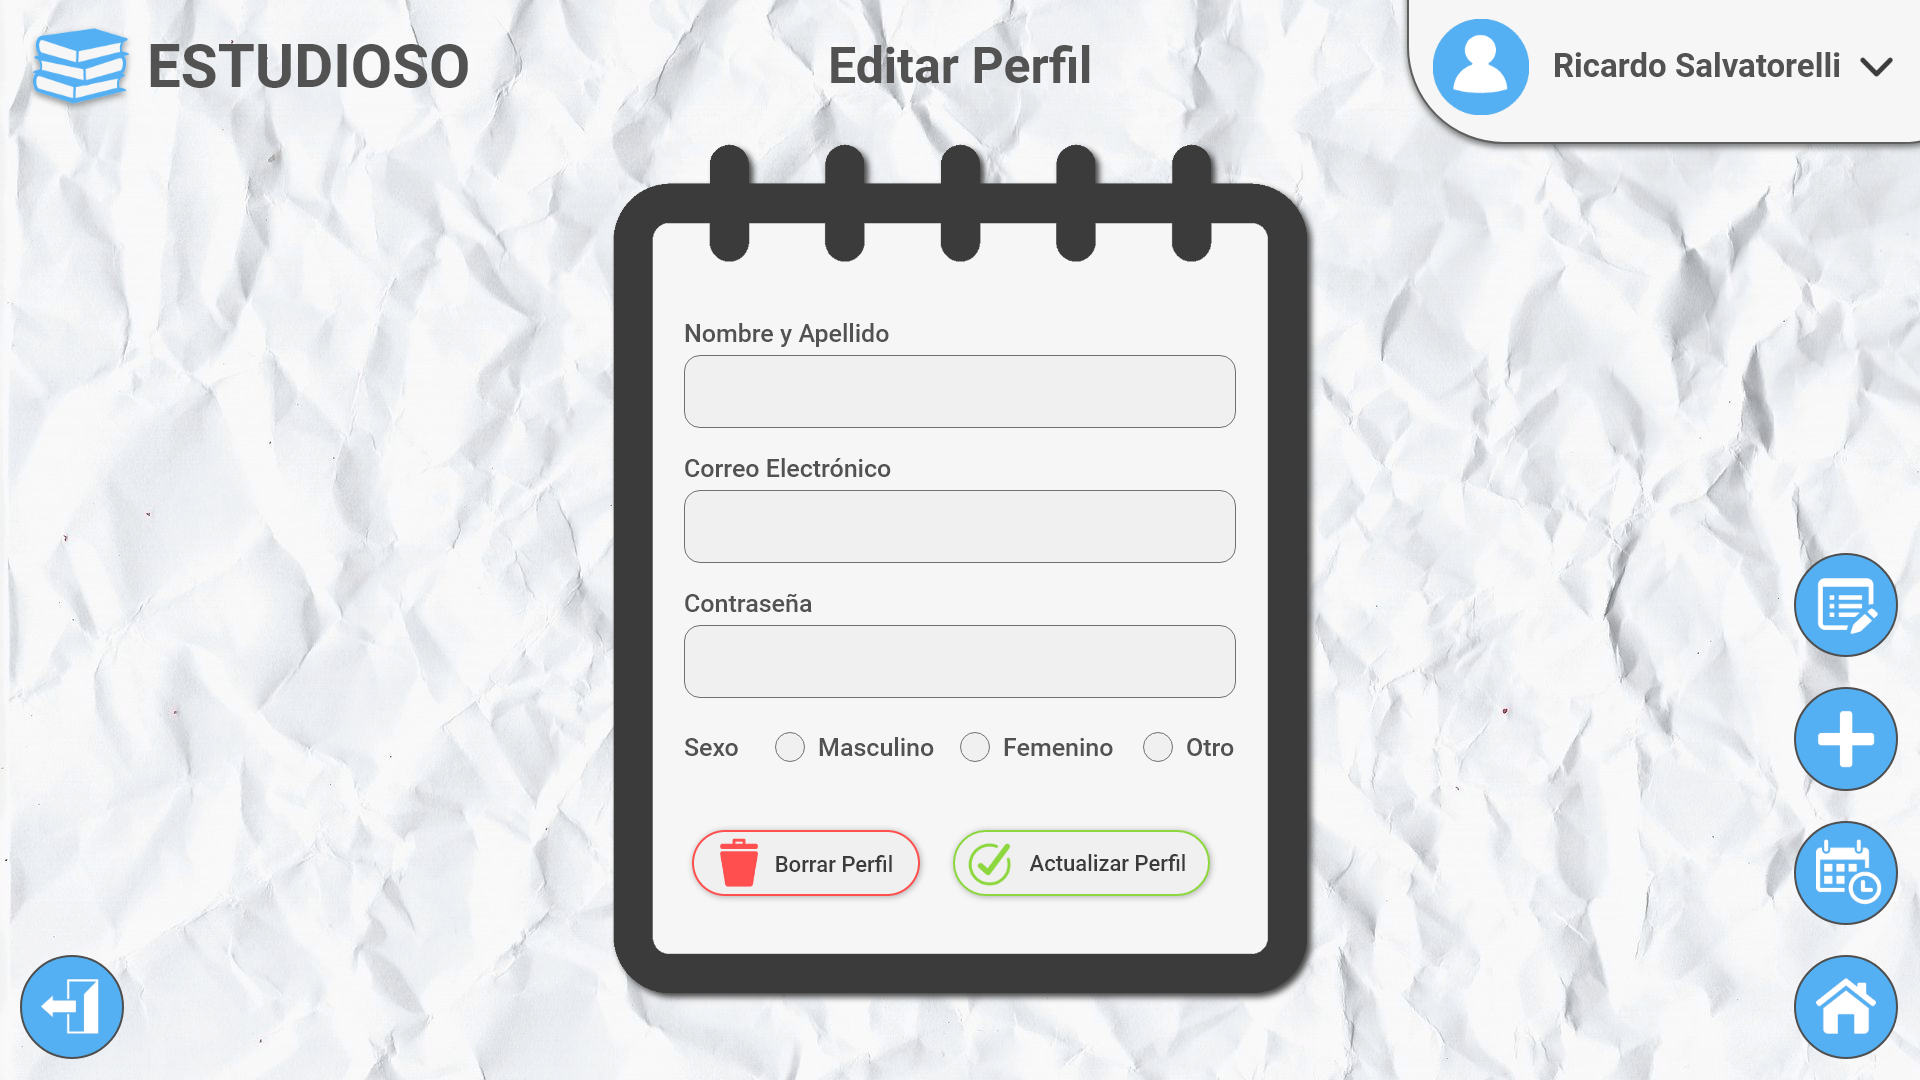 ESTUDIOSO
Editar Perfil
Ricardo Salvatorelli
Nombre y Apellido
Correo Electrónico
Contraseña
Sexo Masculino Femenino Otro
Borrar Perfil Actualizar Perfil